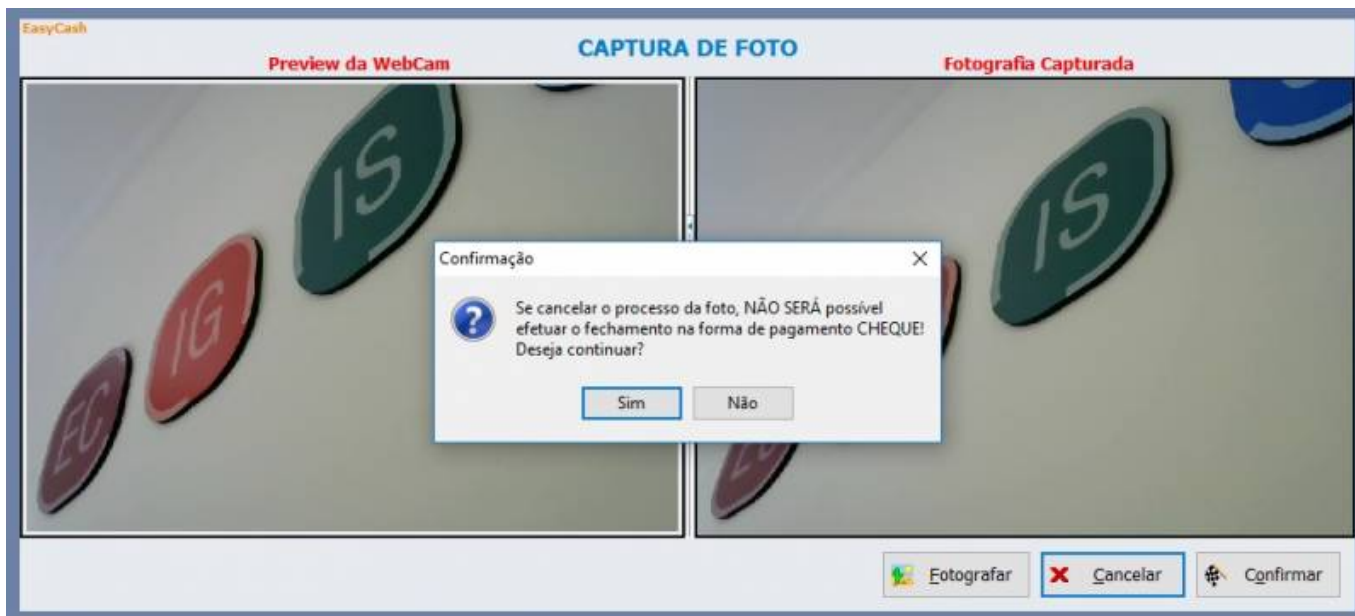 EasyCash
CAPTURA DE FOTO
Preview da WebCam
Fotografia Capturada
IS
IG
EC
IS
Confirmação
Se cancelar o processo da foto, NÃO SERÁ possível
efetuar o fechamento na forma de pagamento CHEQUE!
Deseja continuar?
Sim
Não
Fotografar
Cancelar
Confirmar